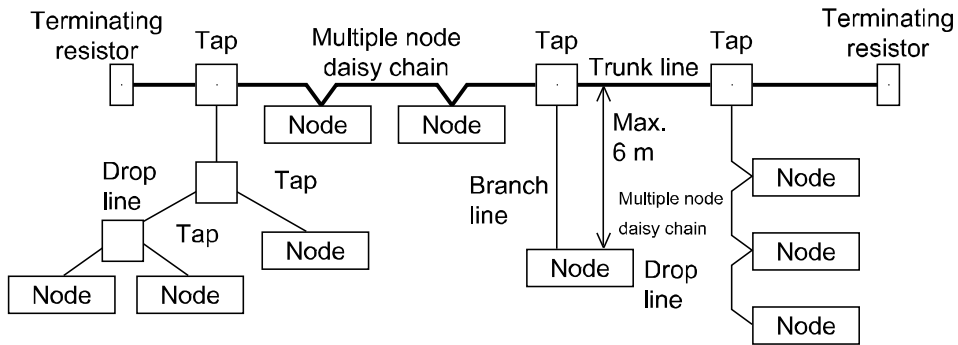 Terminating
resistor
Tap
Multiple node
daisy chain
Tap
Trunk line
Tap
Terminating
resistor
Node
Node
Max.
6 m
Drop
line
Tap
Tap
Branch
line
Multiple node
daisy chain
Node
Node
Node
Node
Node
Drop
line
Node
Node
Node